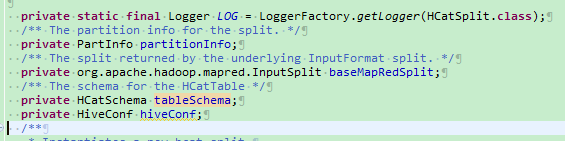 private static final Logger LOG = LoggerFactory.getLogger(HCatSplit.class);
/** The partition info for the split. */
private PartInfo partitionInfo;
/** The split returned by the underlying InputFormat split. */
private org.apache.hadoop.mapred.InputSplit baseMapRedSplit;
/** The schema for the HCatTable */
private HCatSchema tableSchema;
private HiveConf hiveConf;
/**